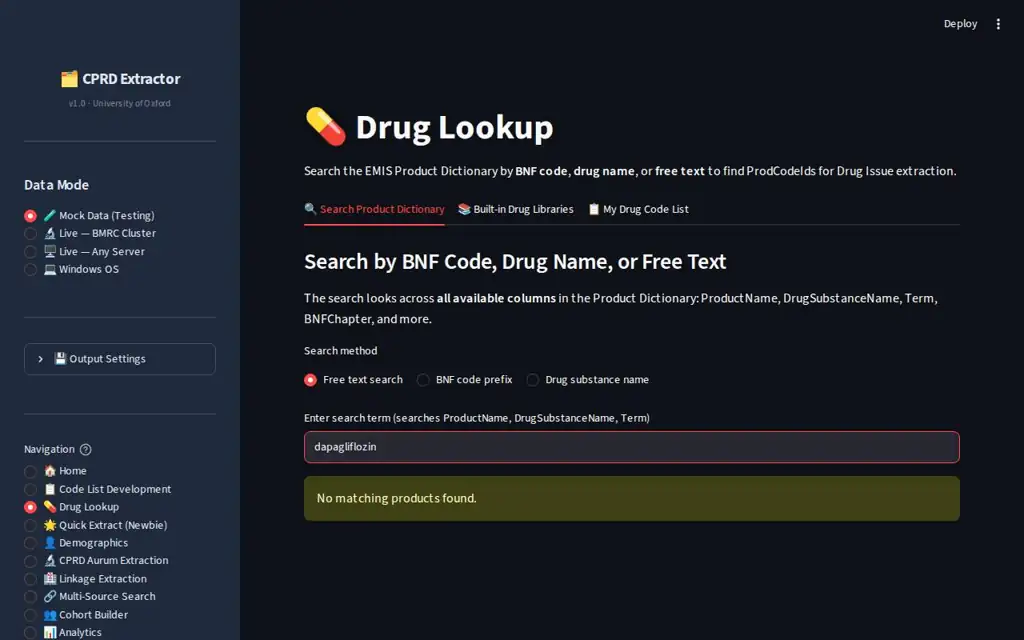 Deploy
CPRD Extractor
v1.0 · University of Oxford
Data Mode
Mock Data (Testing)
Live — BMRC Cluster
Live — Any Server
Windows OS
Output Settings
Navigation
Home
Code List Development
Drug Lookup
Quick Extract (Newbie)
Demographics
CPRD Aurum Extraction
Linkage Extraction
Multi-Source Search
Cohort Builder
Analytics
Drug Lookup
Search the EMIS Product Dictionary by BNF code, drug name, or free text to find ProdCodeIds for Drug Issue extraction.
Search Product Dictionary
Built-in Drug Libraries
My Drug Code List
Search by BNF Code, Drug Name, or Free Text
The search looks across all available columns in the Product Dictionary: ProductName, DrugSubstanceName, Term,
BNFChapter, and more.
Search method
Free text search
BNF code prefix
Drug substance name
Enter search term (searches ProductName, DrugSubstanceName, Term)
dapagliflozin
No matching products found.